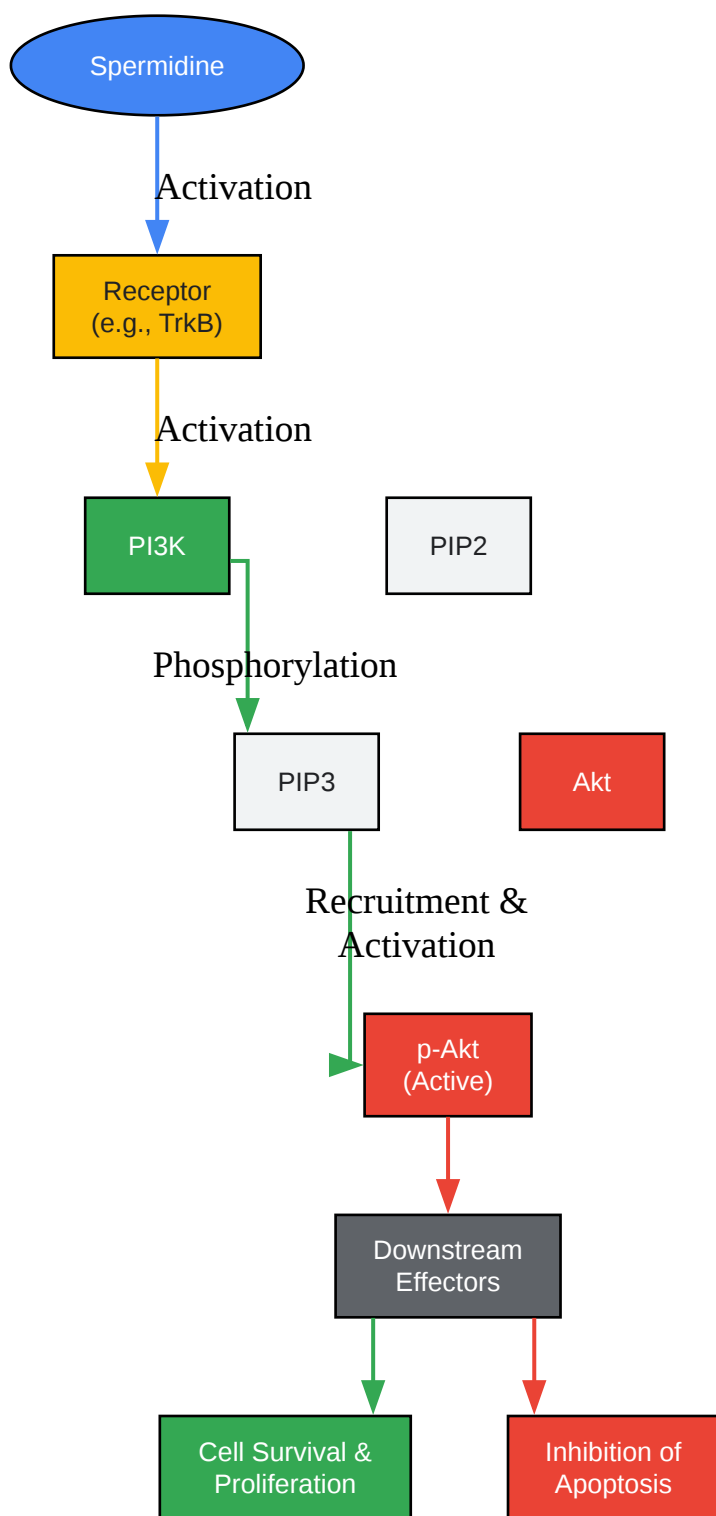 Spermidine
Activation
Receptor
(e.g., TrkB)
Activation
PI3K
PIP2
Phosphorylation
PIP3
Akt
Recruitment &
Activation
p-Akt
(Active)
Downstream
Effectors
Cell Survival &
Proliferation
Inhibition of
Apoptosis